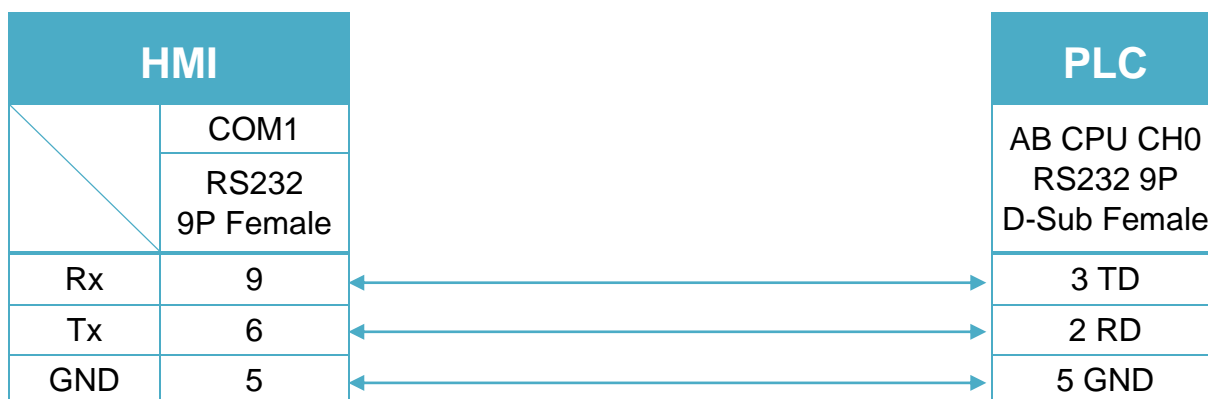 HMI
PLC
COM1
RS232
9P Female
AB CPU CH0
RS232 9P
D-Sub Female
Rx 9 3 TD
Tx 6 2 RD
GND 5 5 GND